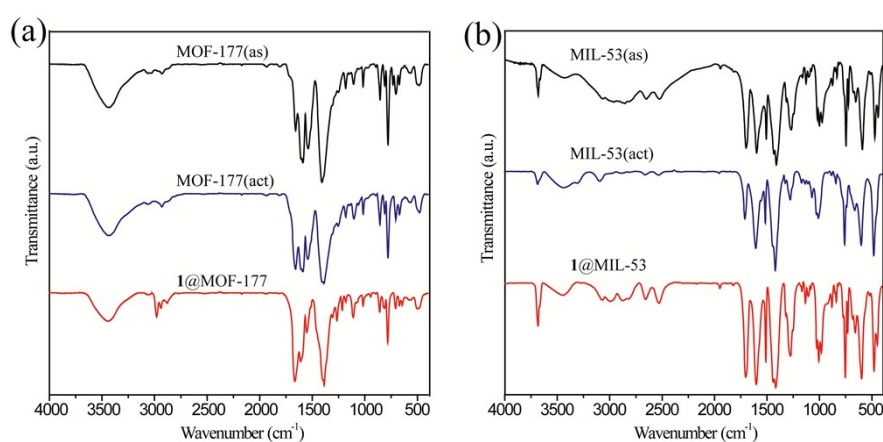 (a)
MOF-177(as)
MOF-177(act)
1@MOF-177
Transmittance (a.u.)
4000 3500 3000 2500 2000 1500 1000 500
Wavenumber (cm⁻¹)
(b)
MIL-53(as)
MIL-53(act)
1@MIL-53
Transmittance (a.u.)
4000 3500 3000 2500 2000 1500 1000 500
Wavenumber (cm⁻¹)